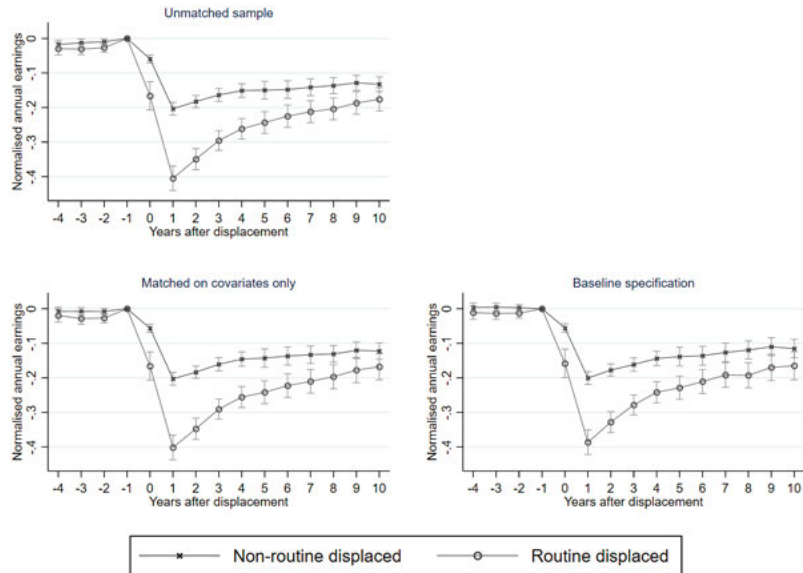 Unmatched sample
Normalised annual earnings
0
-.1
-.2
-.3
-.4
-4 -3 -2 -1 0 1 2 3 4 5 6 7 8 9 10
Years after displacement
Matched on covariates only
Normalised annual earnings
0
-.1
-.2
-.3
-.4
-4 -3 -2 -1 0 1 2 3 4 5 6 7 8 9 10
Years after displacement
Baseline specification
Normalised annual earnings
0
-.1
-.2
-.3
-.4
-4 -3 -2 -1 0 1 2 3 4 5 6 7 8 9 10
Years after displacement
Non-routine displaced
Routine displaced